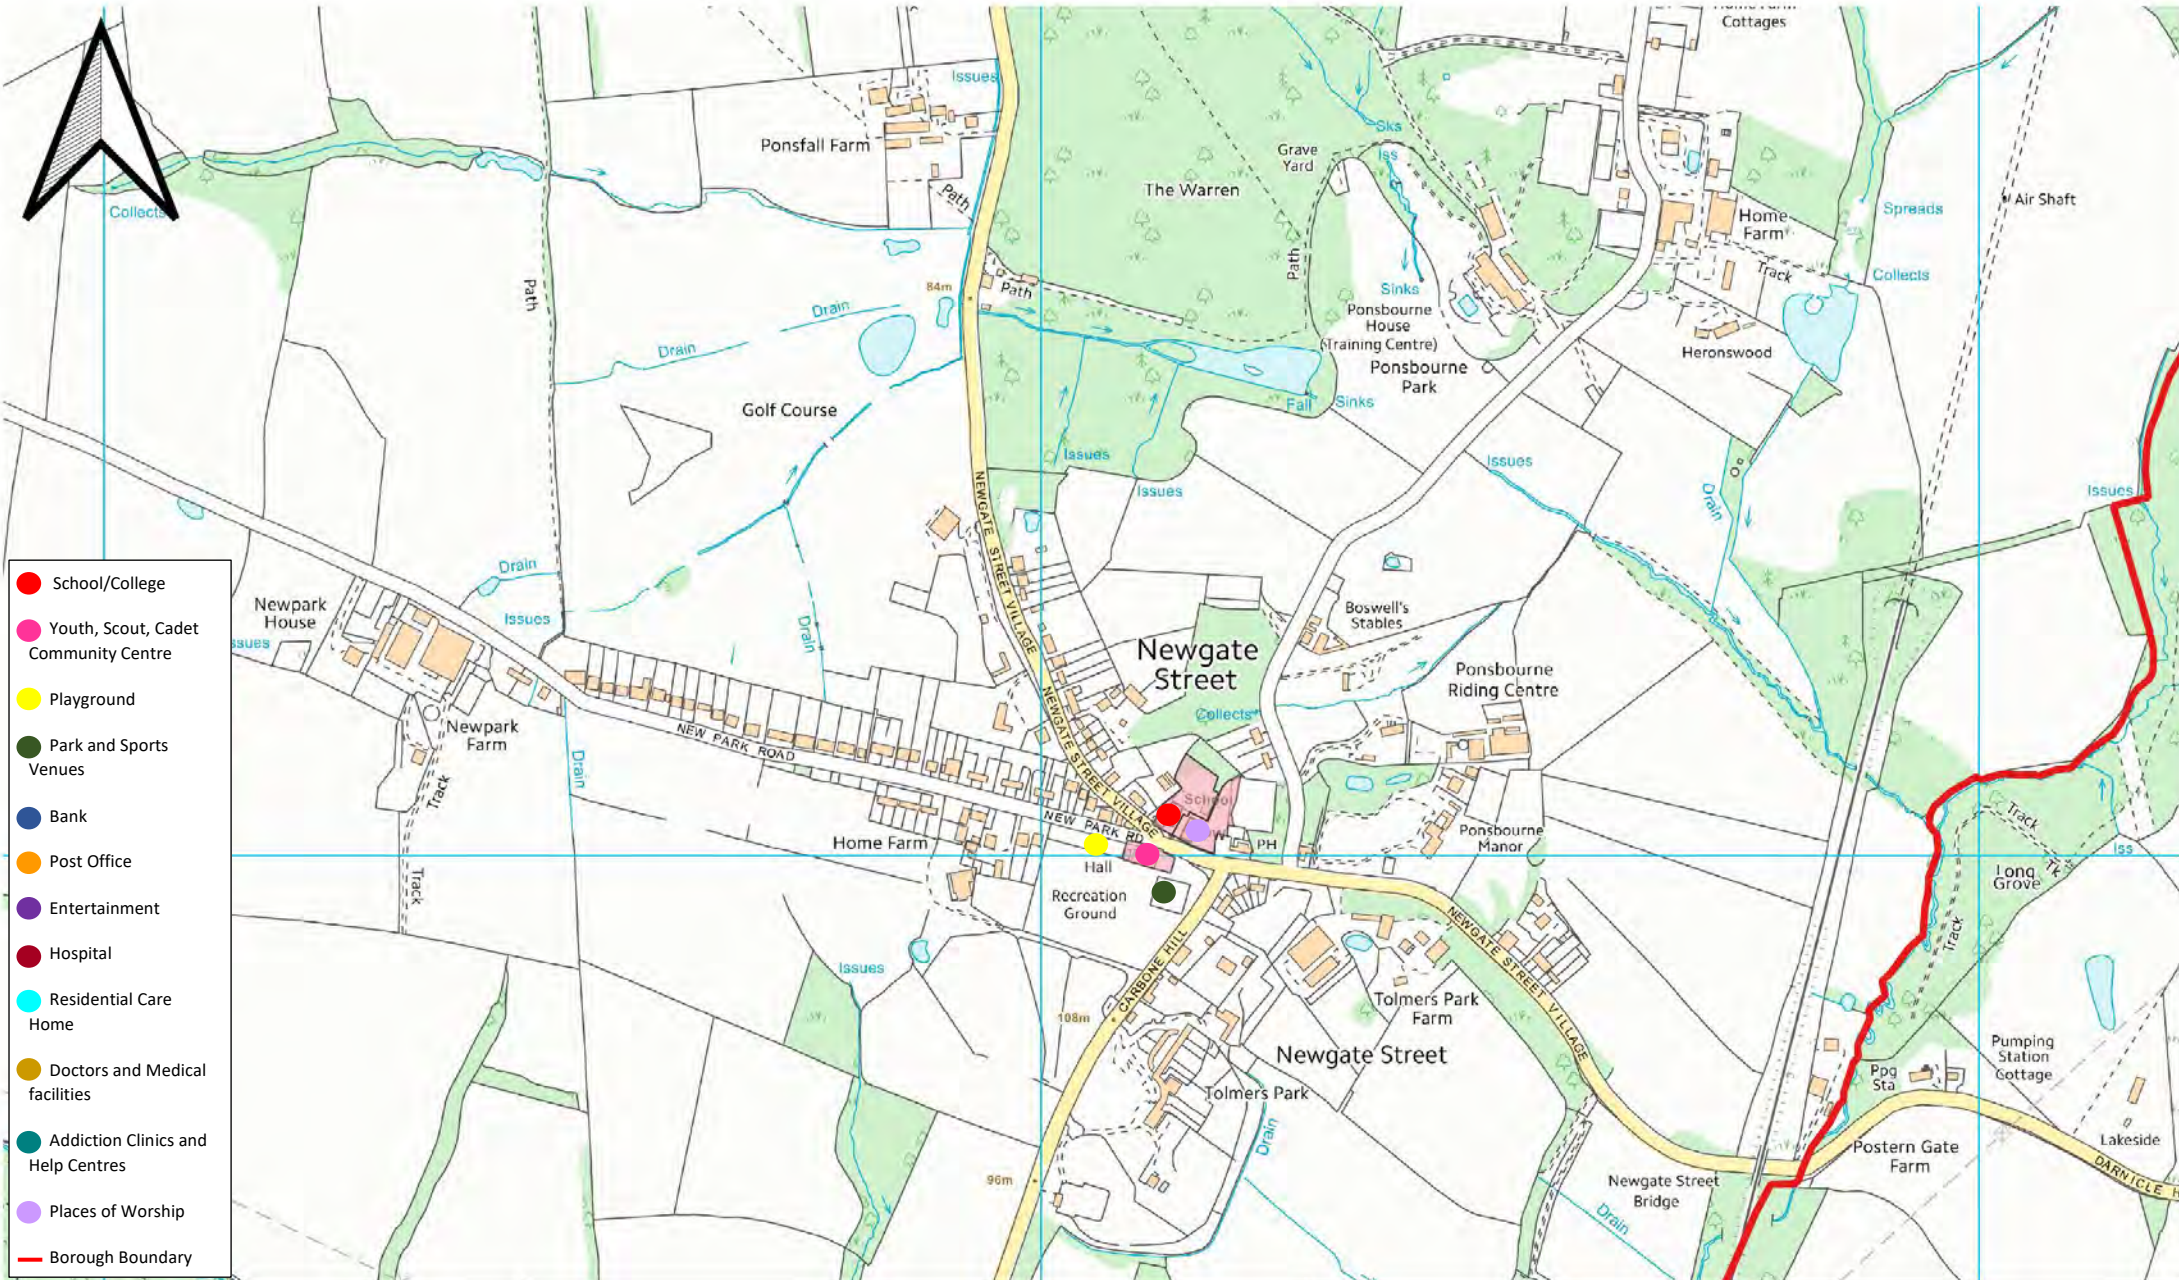 Cottages
Issues
Ponsfall Farm
Path
Collects
Sks
Iss
Grave
Yard
The Warren
Path
Sinks
Ponsbourne
House
(Training Centre)
Ponsbourne
Park
Home
Farm
Track
Spreads
Collects
Air Shaft
Heronswood
Path
84m
Path
Drain
Drain
Golf Course
Fall
Sinks
Issues
Issues
Issues
Drain
Issues
NEWGATE STREET VILLAGE
Drain
Issues
Newpark
House
Issues
Drain
Newgate
Street
Boswell's
Stables
Ponsbourne
Riding Centre
Collects
Newpark
Farm
Track
Drain
NEW PARK ROAD
NEWGATE STREET VILLAGE
School
NEW PARK RD
W
PH
Home Farm
Hall
Recreation
Ground
Ponsbourne
Manor
Track
Track
Tk
Iss
Long
Grove
Track
NEWGATE STREET VILLAGE
CARBONE HILL
Issues
108m
Tolmers Park
Farm
Newgate Street
Tolmers Park
Drain
96m
Pumping
Station
Cottage
Ppg
Sta
Lakeside
Postern Gate
Farm
DARNICLE H
Newgate Street
Bridge
Drain
School/College
Youth, Scout, Cadet
Community Centre
Playground
Park and Sports
Venues
Bank
Post Office
Entertainment
Hospital
Residential Care
Home
Doctors and Medical
facilities
Addiction Clinics and
Help Centres
Places of Worship
Borough Boundary